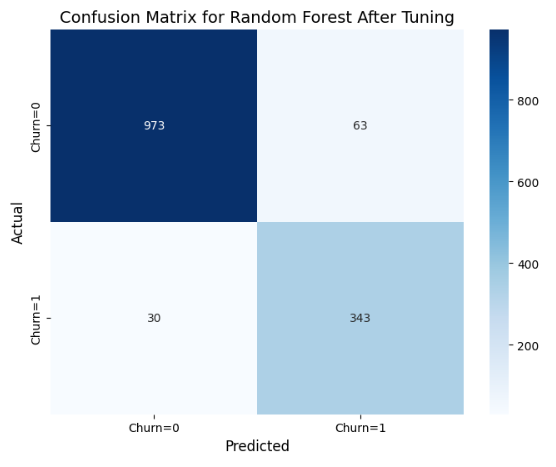 Confusion Matrix for Random Forest After Tuning
Churn=0
973
63
800
600
Actual
400
Churn=1
30
343
200
Churn=0
Churn=1
Predicted